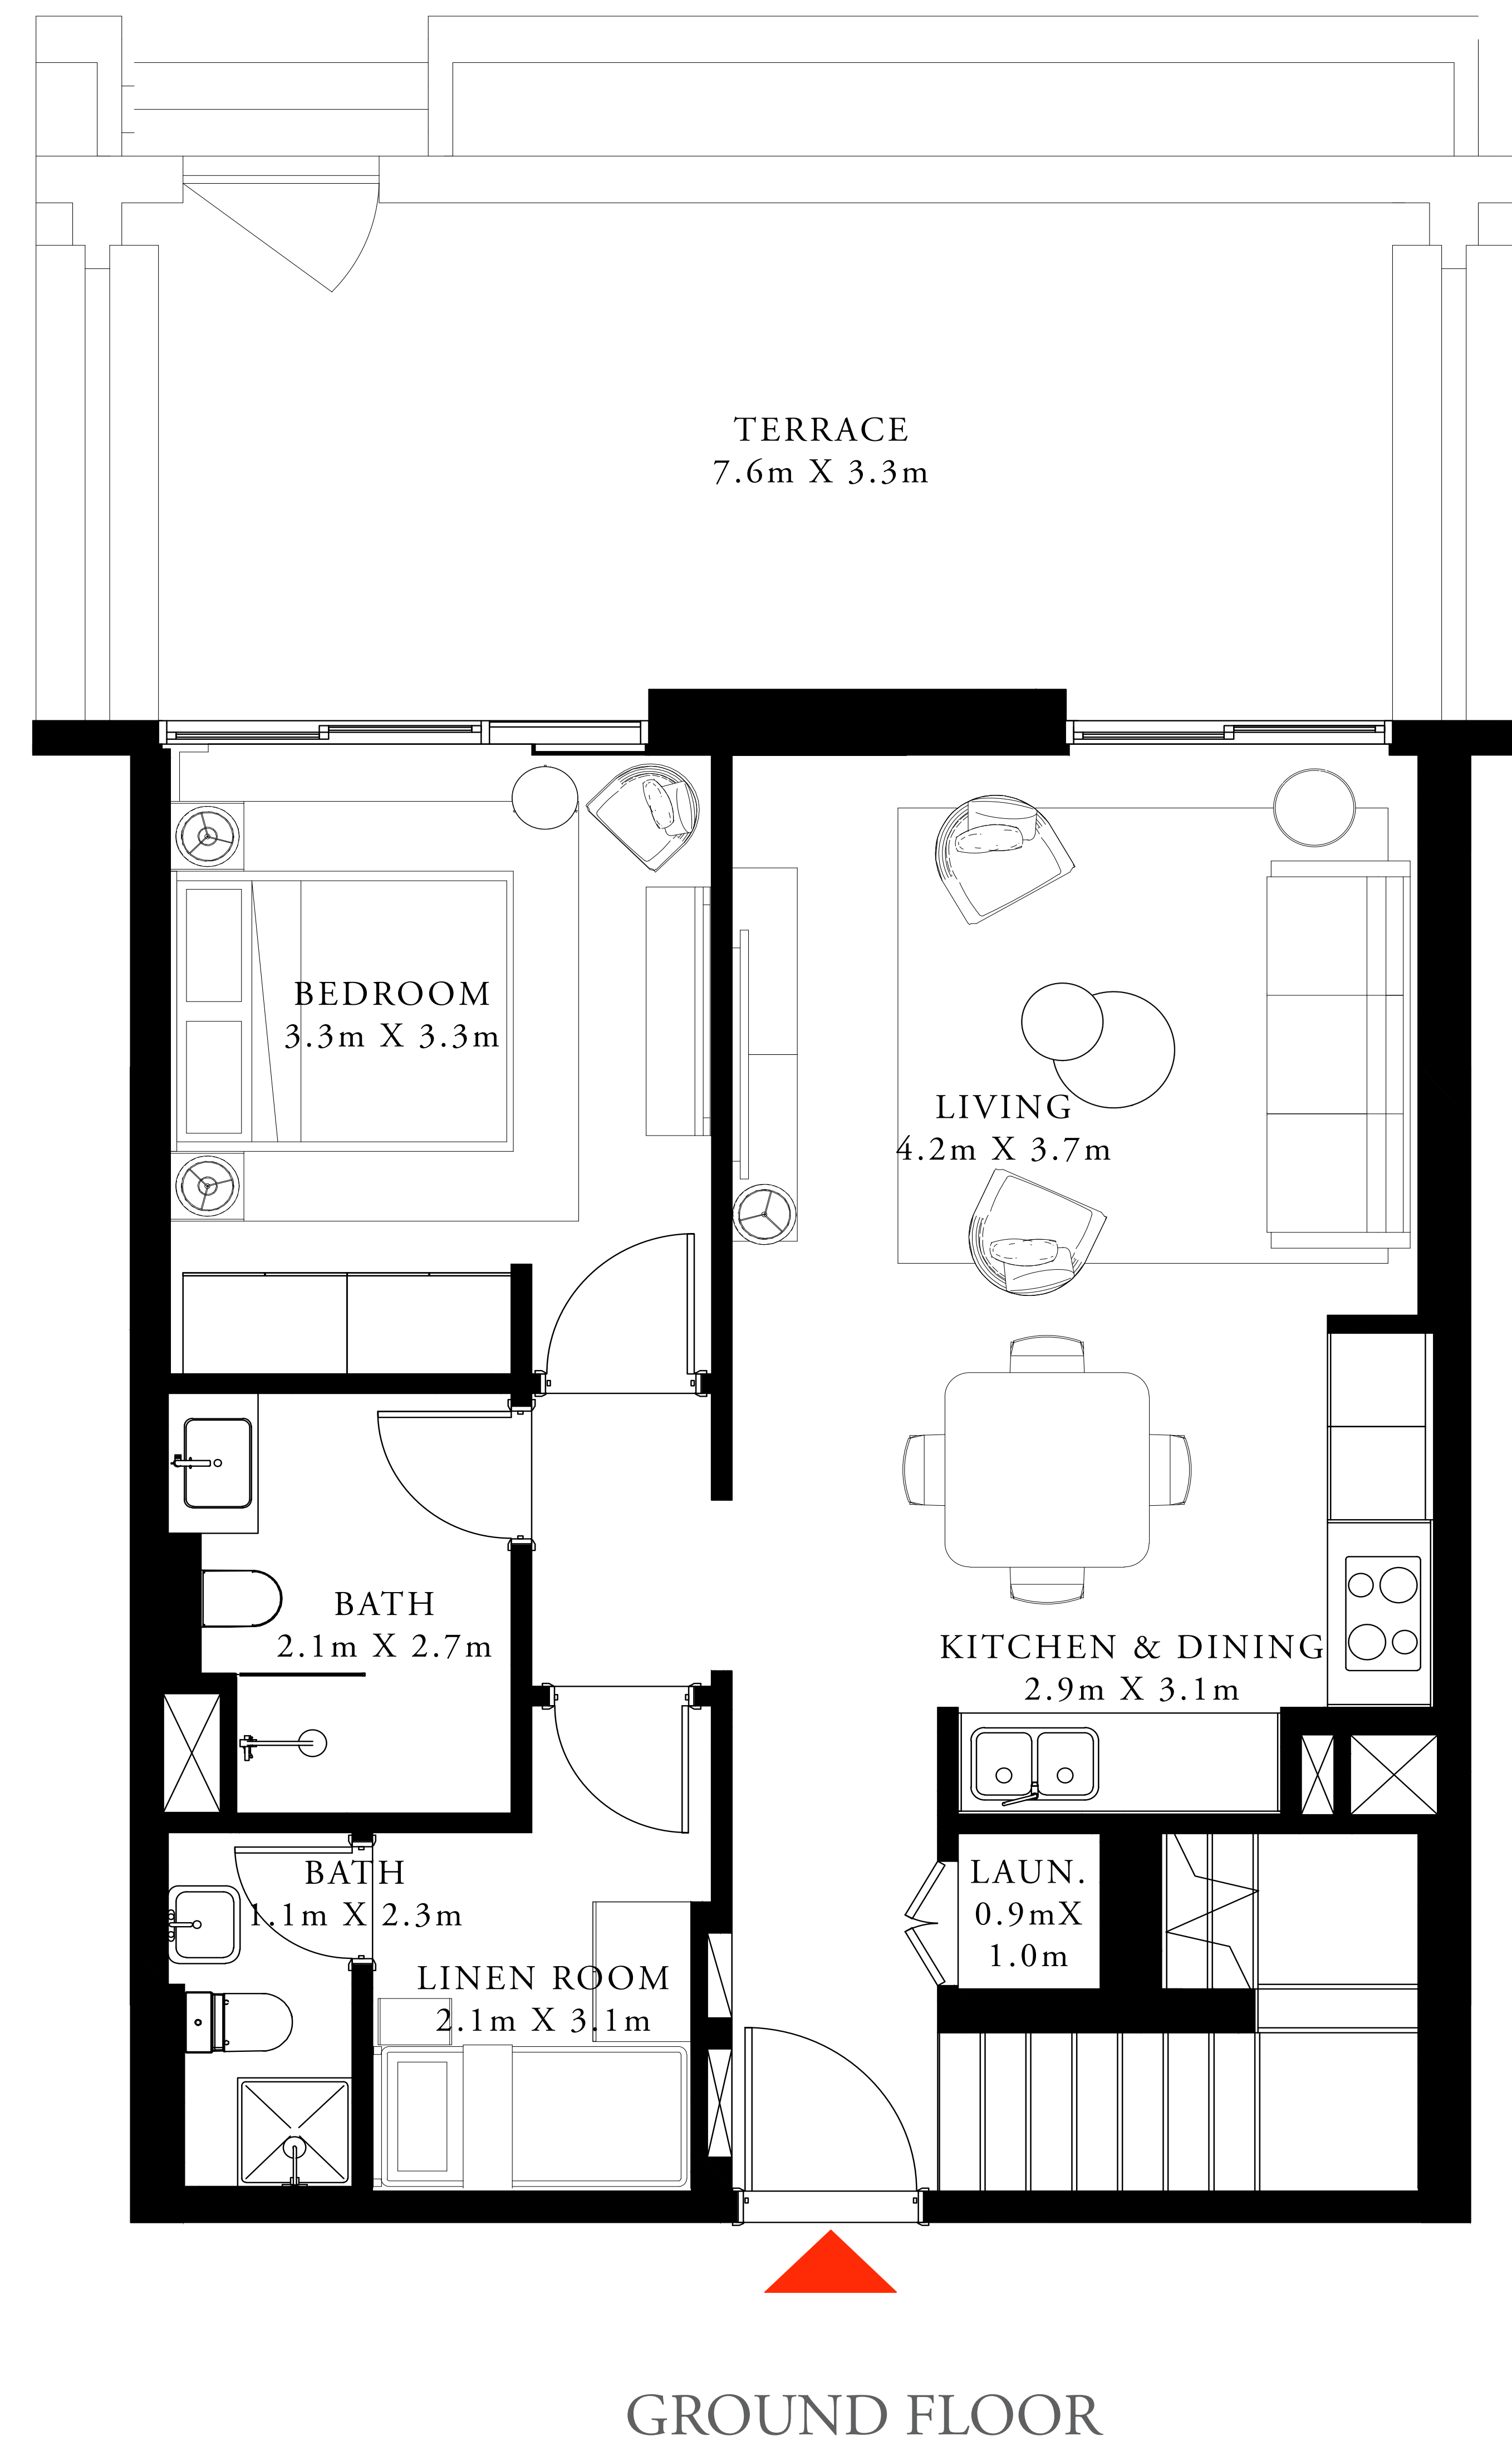 TERRACE
7.6m X 3.3m
BEDROOM
3.3m X 3.3m
LIVING
4.2m X 3.7m
BATH
2.1m X 2.7m
KITCHEN & DINING
2.9m X 3.1m
BATH
1.1m X 2.3m
LAUN.
0.9mX
1.0m
LINEN ROOM
2.1m X 3.1m
GROUND FLOOR